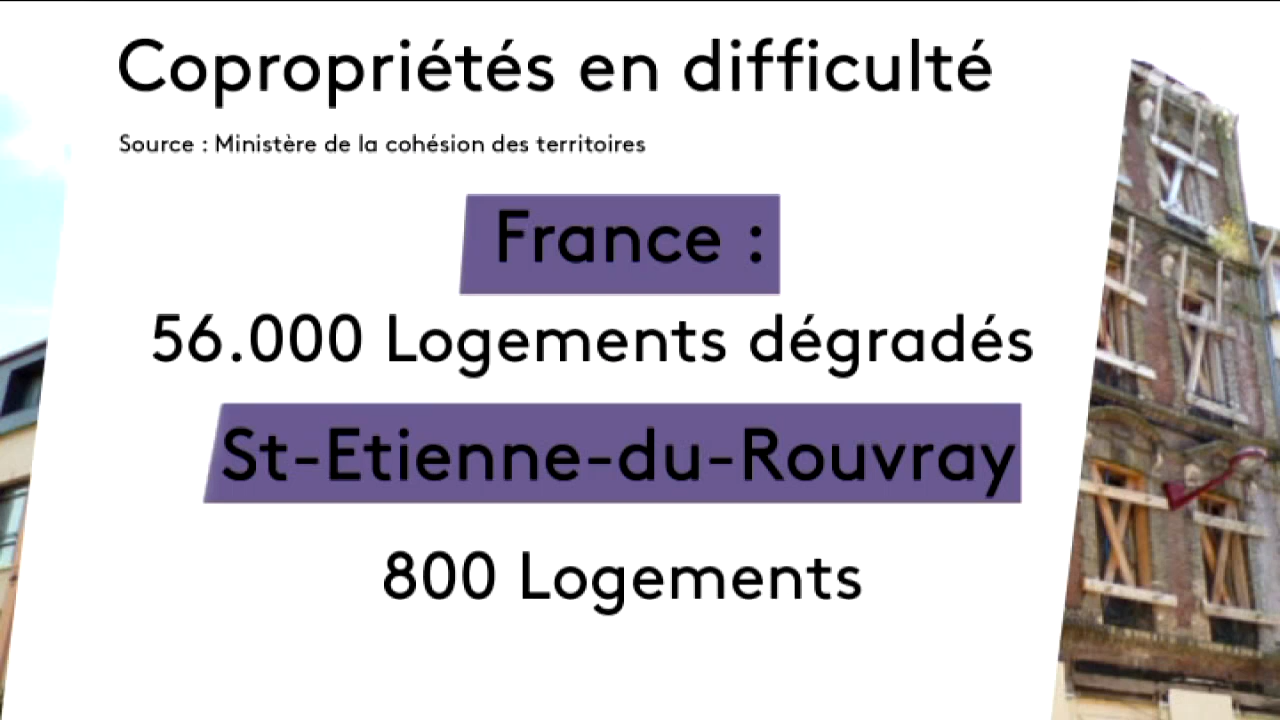 Copropriétés en difficulté
Source : Ministère de la cohésion des territoires
France :
56.000 Logements dégradés
St-Etienne-du-Rouvray
800 Logements